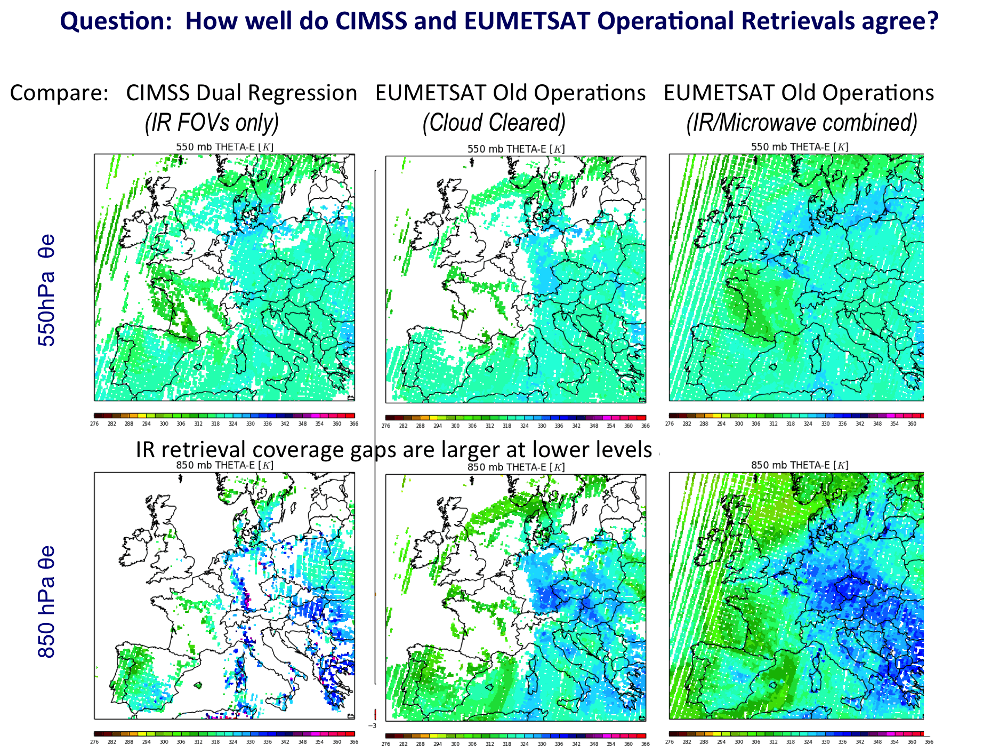 Question:  How well do CIMSS and EUMETSAT Operational Retrievals agree?
Compare:   CIMSS Dual Regression   EUMETSAT Old Operations   EUMETSAT Old Operations
(IR FOVs only)   (Cloud Cleared)   (IR/Microwave combined)
550 mb THETA-E [K]   550 mb THETA-E [K]   550 mb THETA-E [K]
550hPa  θe
276 282 288 294 300 306 312 318 324 330 336 342 348 354 360 366
276 282 288 294 300 306 312 318 324 330 336 342 348 354 360 366
276 282 288 294 300 306 312 318 324 330 336 342 348 354 360
IR retrieval coverage gaps are larger at lower levels
850 mb THETA-E [K]   850 mb THETA-E [K]   850 mb THETA-E [K]
850 hPa θe
−3
276 282 288 294 300 306 312 318 324 330 336 342 348 354 360 366
276 282 288 294 300 306 312 318 324 330 336 342 348 354 360 366
276 282 288 294 300 306 312 318 324 330 336 342 348 354 360 366